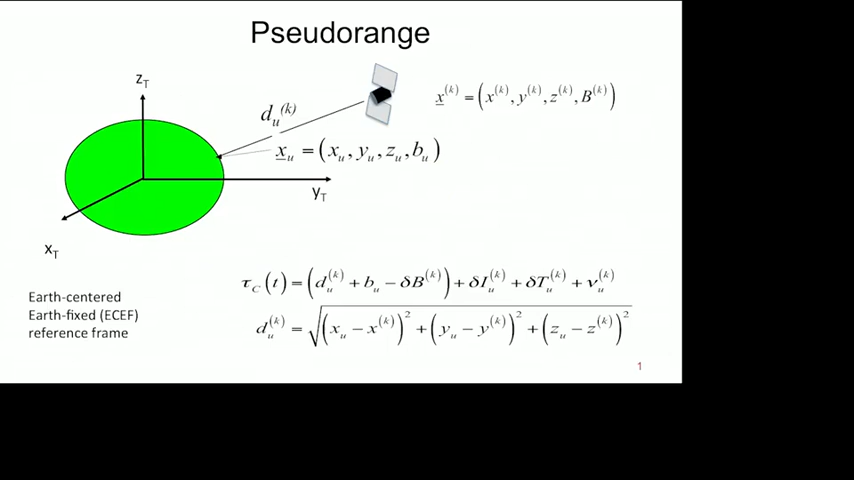 Pseudorange
z_T
d_u^(k)
x^(k) = (x^(k), y^(k), z^(k), B^(k))
x_u = (x_u, y_u, z_u, b_u)
y_T
x_T
τ_C(t) = (d_u^(k) + b_u − δB^(k)) + δI_u^(k) + δT_u^(k) + ν_u^(k)
Earth-centered
Earth-fixed (ECEF)
reference frame
d_u^(k) = √((x_u − x^(k))^2 + (y_u − y^(k))^2 + (z_u − z^(k))^2)
1